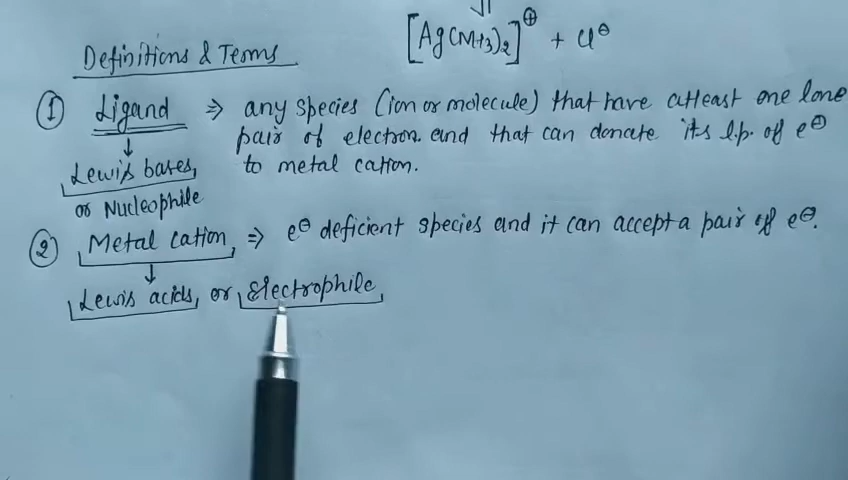 [Ag(NH3)2]⊕ + Cl⊖
Definitions & Terms
① Ligand ⇒ any species (ion or molecule) that have atleast one lone
pair of electron and that can donate its l.p. of e⊖
to metal cation.
↓
Lewis bases,
or Nucleophile
② Metal cation, ⇒ e⊖ deficient species and it can accept a pair of e⊖.
↓
Lewis acids, or Electrophile,